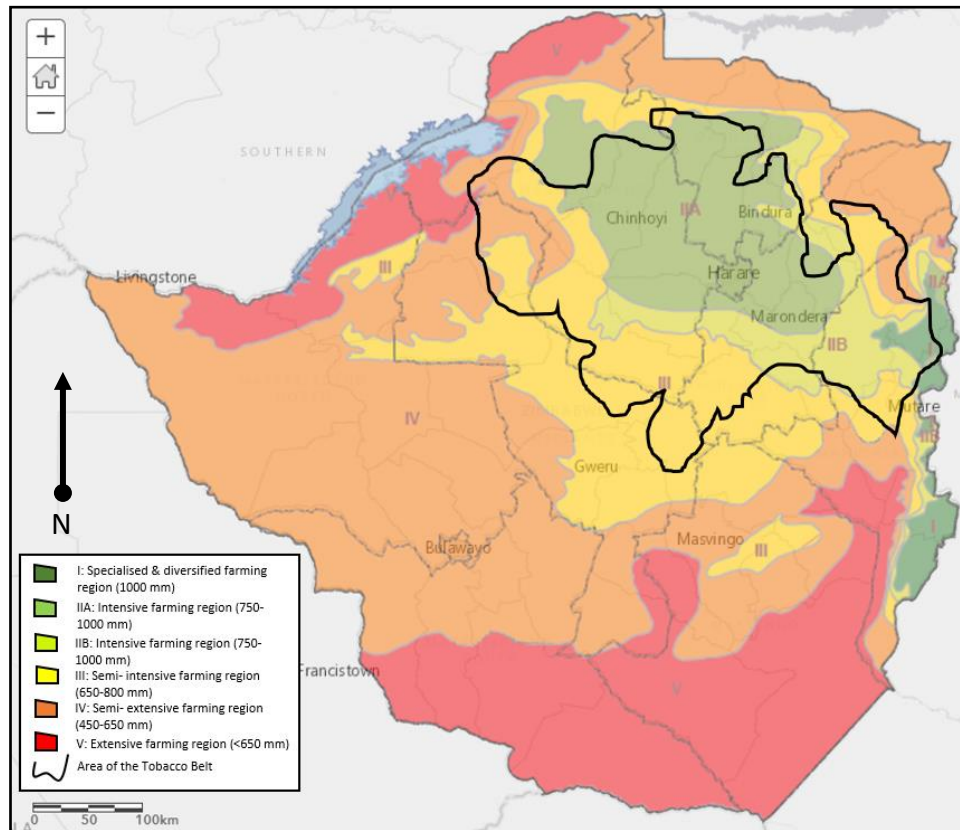 +
−
SOUTHERN
V
Chinhoyi
IIA
Bindura
Livingstone
III
Harare
IIA
Marondera
IIB
I
III
Mutare
IV
IIB
Gweru
N
Masvingo
I
Bulawayo
III
Francistown
V
I: Specialised & diversified farming
region (1000 mm)
IIA: Intensive farming region (750-
1000 mm)
IIB: Intensive farming region (750-
1000 mm)
III: Semi- intensive farming region
(650-800 mm)
IV: Semi- extensive farming region
(450-650 mm)
V: Extensive farming region (<650 mm)
Area of the Tobacco Belt
0 50 100km